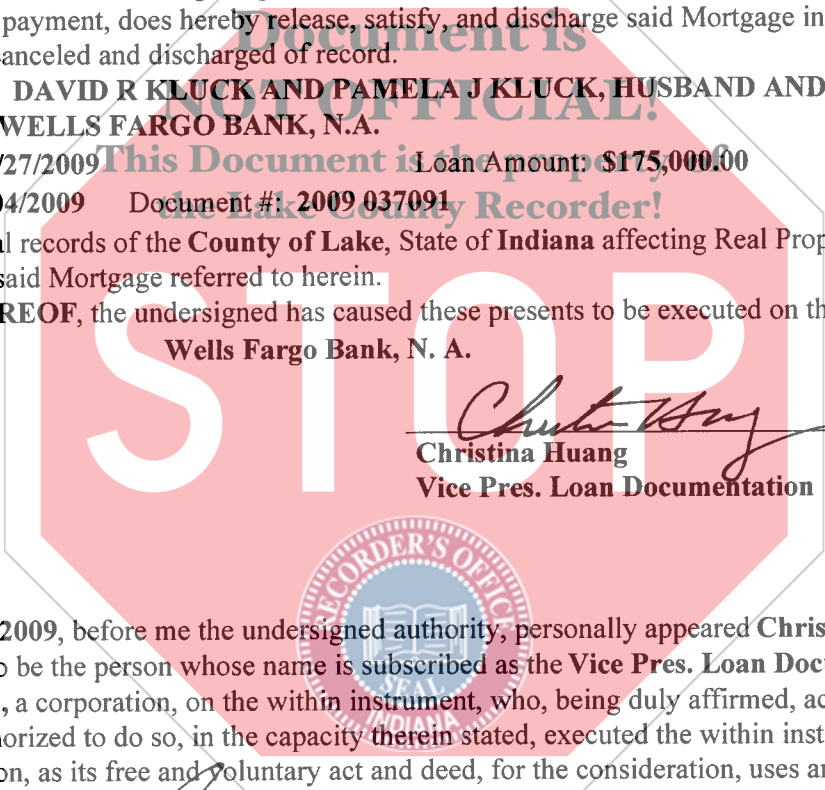 payment, does hereby release, satisfy, and discharge said Mortgage in
Document is
anceled and discharged of record.
DAVID R KLUCK AND PAMELA J KLUCK, HUSBAND AND
NOT OFFICIAL!
WELLS FARGO BANK, N.A.
/27/2009 Loan Amount: $175,000.00
This Document is the property of
04/2009 Document #: 2009 037091
the Lake County Recorder!
l records of the County of Lake, State of Indiana affecting Real Prop
said Mortgage referred to herein.
REOF, the undersigned has caused these presents to be executed on th
Wells Fargo Bank, N. A.
STOP
Christina Huang
Vice Pres. Loan Documentation
RECORDER'S OFFICE
2009, before me the undersigned authority, personally appeared Chris
o be the person whose name is subscribed as the Vice Pres. Loan Doc
SEAL
, a corporation, on the within instrument, who, being duly affirmed, ac
INDIANA
orized to do so, in the capacity therein stated, executed the within inst
on, as its free and voluntary act and deed, for the consideration, uses a